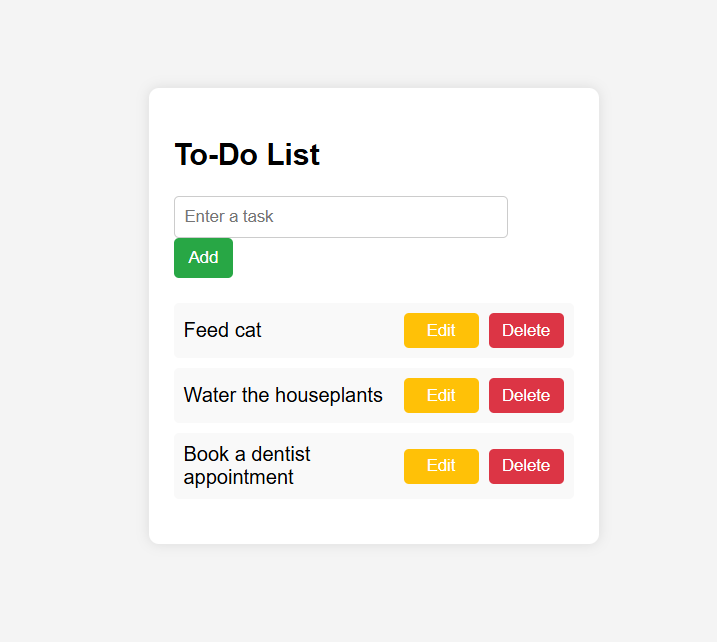 To-Do List
Enter a task
Add
Feed cat Edit Delete
Water the houseplants Edit Delete
Book a dentist
appointment Edit Delete